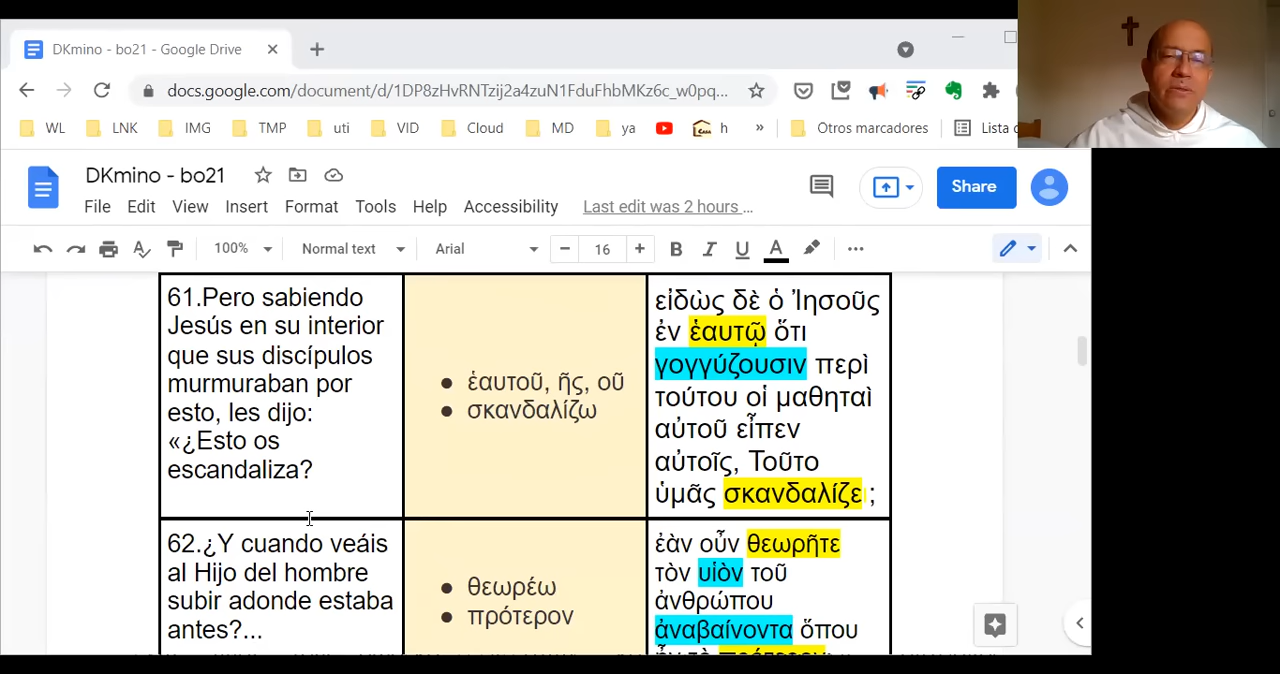 DKmino - bo21 - Google Drive
docs.google.com/document/d/1DP8zHvRNTzij2a4zuN1FduFhbMKz6c_w0pq...
WL LNK IMG TMP uti VID Cloud MD ya h » Otros marcadores Lista
DKmino - bo21
File Edit View Insert Format Tools Help Accessibility Last edit was 2 hours ...
Share
100% Normal text Arial 16 B I U A
61.Pero sabiendo
Jesús en su interior
que sus discípulos
murmuraban por
esto, les dijo:
«¿Esto os
escandaliza?
ἑαυτοῦ, ῆς, οῦ
σκανδαλίζω
εἰδὼς δὲ ὁ Ἰησοῦς
ἐν ἑαυτῷ ὅτι
γογγύζουσιν περὶ
τούτου οἱ μαθηταὶ
αὐτοῦ εἶπεν
αὐτοῖς, Τοῦτο
ὑμᾶς σκανδαλίζε ;
62.¿Y cuando veáis
al Hijo del hombre
subir adonde estaba
antes?...
θεωρέω
πρότερον
ἐὰν οὖν θεωρῆτε
τὸν υἱὸν τοῦ
ἀνθρώπου
ἀναβαίνοντα ὅπου